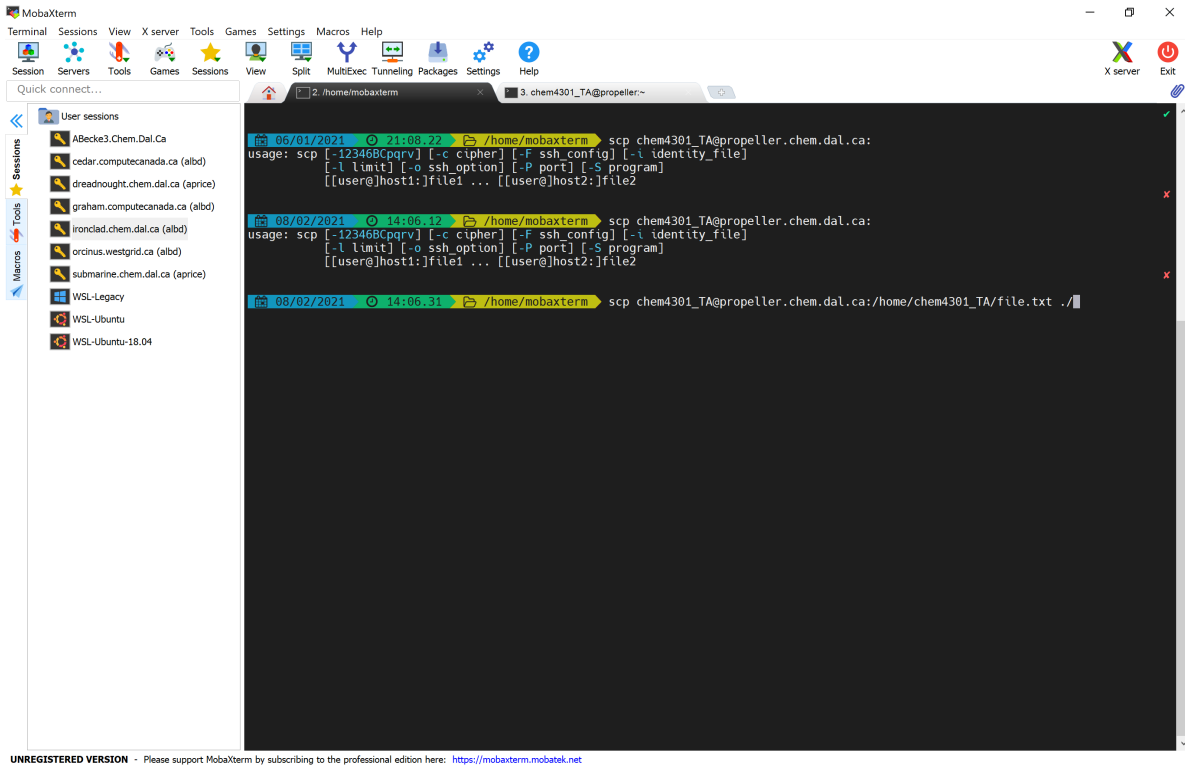 MobaXterm
Terminal Sessions View X server Tools Games Settings Macros Help
Session Servers Tools Games Sessions View Split MultiExec Tunneling Packages Settings Help X server Exit
Quick connect...
2. /home/mobaxterm
3. chem4301_TA@propeller:~
Sessions
Tools
Macros
User sessions
ABecke3.Chem.Dal.Ca
cedar.computecanada.ca (albd)
dreadnought.chem.dal.ca (aprice)
graham.computecanada.ca (albd)
ironclad.chem.dal.ca (albd)
orcinus.westgrid.ca (albd)
submarine.chem.dal.ca (aprice)
WSL-Legacy
WSL-Ubuntu
WSL-Ubuntu-18.04
06/01/2021 21:08.22 /home/mobaxterm scp chem4301_TA@propeller.chem.dal.ca:
usage: scp [-12346BCpqrv] [-c cipher] [-F ssh_config] [-i identity_file]
[-l limit] [-o ssh_option] [-P port] [-S program]
[[user@]host1:]file1 ... [[user@]host2:]file2
08/02/2021 14:06.12 /home/mobaxterm scp chem4301_TA@propeller.chem.dal.ca:
usage: scp [-12346BCpqrv] [-c cipher] [-F ssh_config] [-i identity_file]
[-l limit] [-o ssh_option] [-P port] [-S program]
[[user@]host1:]file1 ... [[user@]host2:]file2
08/02/2021 14:06.31 /home/mobaxterm scp chem4301_TA@propeller.chem.dal.ca:/home/chem4301_TA/file.txt ./
UNREGISTERED VERSION - Please support MobaXterm by subscribing to the professional edition here: https://mobaxterm.mobatek.net